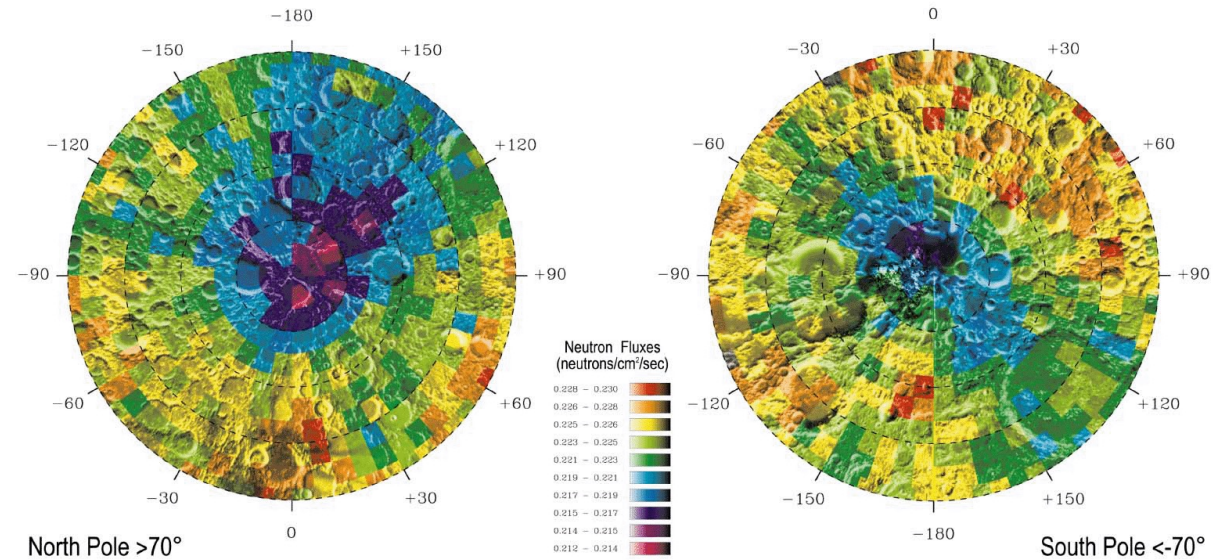 -180
-150
+150
-120
+120
-90
+90
-60
+60
-30
+30
0
North Pole >70°
Neutron Fluxes
(neutrons/cm²/sec)
0.228 – 0.230
0.226 – 0.228
0.225 – 0.226
0.223 – 0.225
0.221 – 0.223
0.219 – 0.221
0.217 – 0.219
0.215 – 0.217
0.214 – 0.215
0.212 – 0.214
0
-30
+30
-60
+60
-90
+90
-120
+120
-150
+150
-180
South Pole <-70°